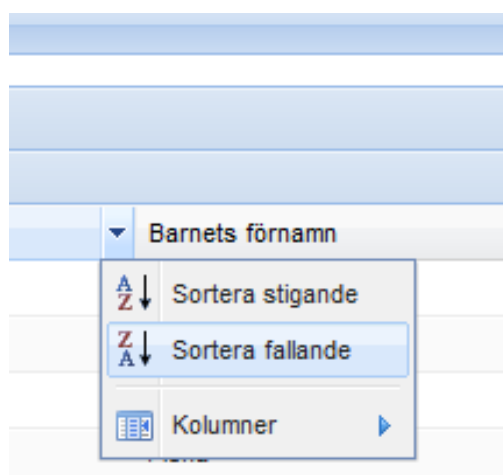 Barnets förnamn
A
Z
Sortera stigande
Z
A
Sortera fallande
Kolumner